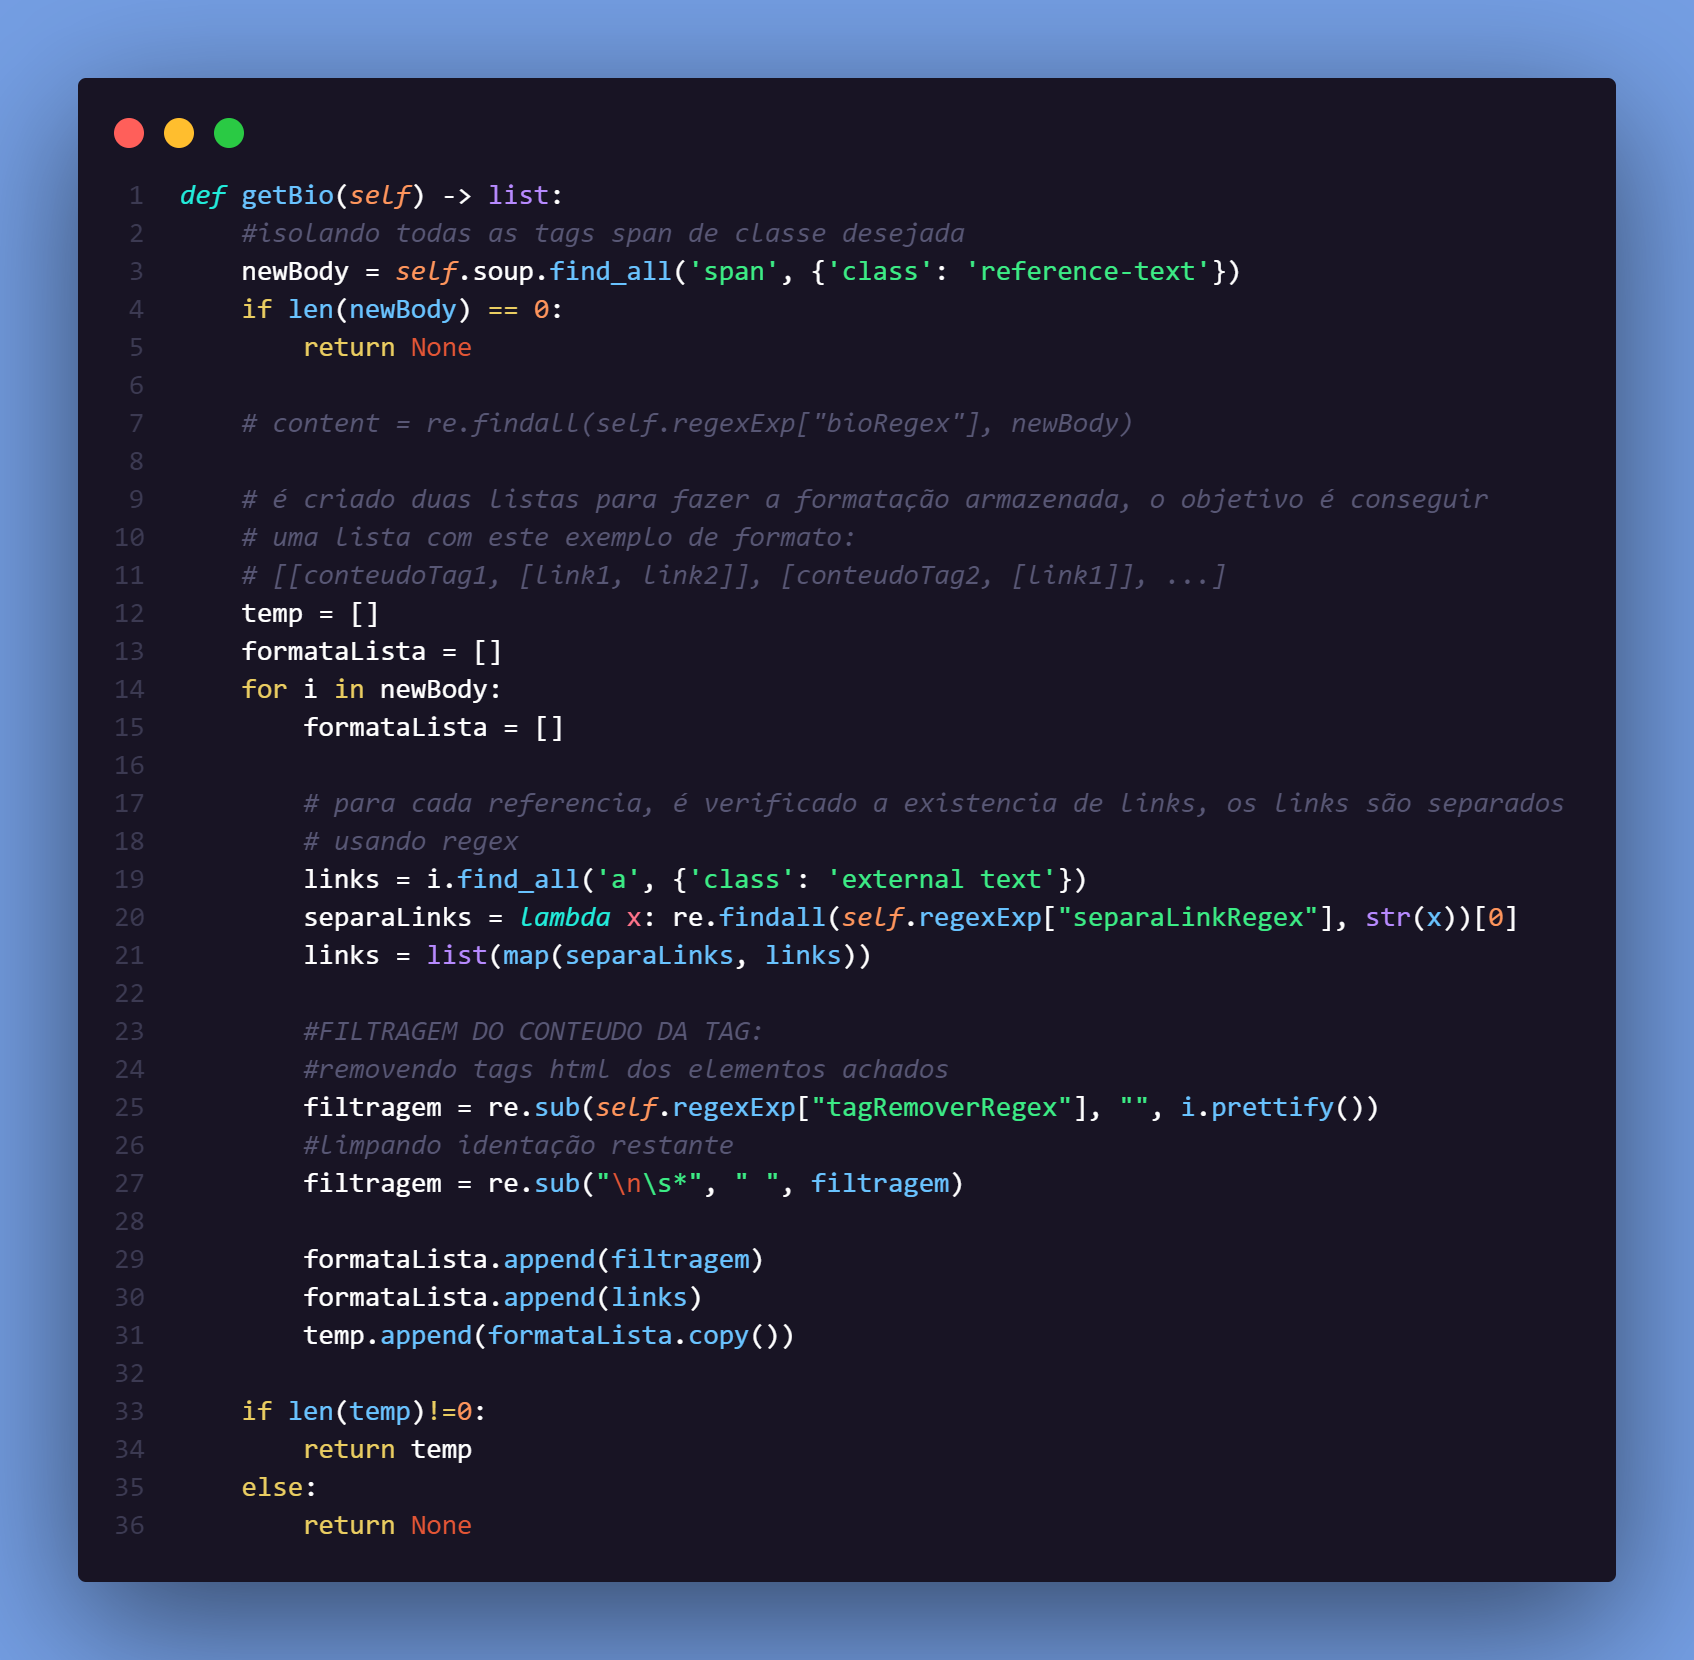 1 def getBio(self) -> list:
2 #isolando todas as tags span de classe desejada
3 newBody = self.soup.find_all('span', {'class': 'reference-text'})
4 if len(newBody) == 0:
5 return None
6
7 # content = re.findall(self.regexExp["bioRegex"], newBody)
8
9 # é criado duas listas para fazer a formatação armazenada, o objetivo é conseguir
10 # uma lista com este exemplo de formato:
11 # [[conteudoTag1, [link1, link2]], [conteudoTag2, [link1]], ...]
12 temp = []
13 formataLista = []
14 for i in newBody:
15 formataLista = []
16
17 # para cada referencia, é verificado a existencia de links, os links são separados
18 # usando regex
19 links = i.find_all('a', {'class': 'external text'})
20 separaLinks = lambda x: re.findall(self.regexExp["separaLinkRegex"], str(x))[0]
21 links = list(map(separaLinks, links))
22
23 #FILTRAGEM DO CONTEUDO DA TAG:
24 #removendo tags html dos elementos achados
25 filtragem = re.sub(self.regexExp["tagRemoverRegex"], "", i.prettify())
26 #limpando identação restante
27 filtragem = re.sub("\n\s*", " ", filtragem)
28
29 formataLista.append(filtragem)
30 formataLista.append(links)
31 temp.append(formataLista.copy())
32
33 if len(temp)!=0:
34 return temp
35 else:
36 return None